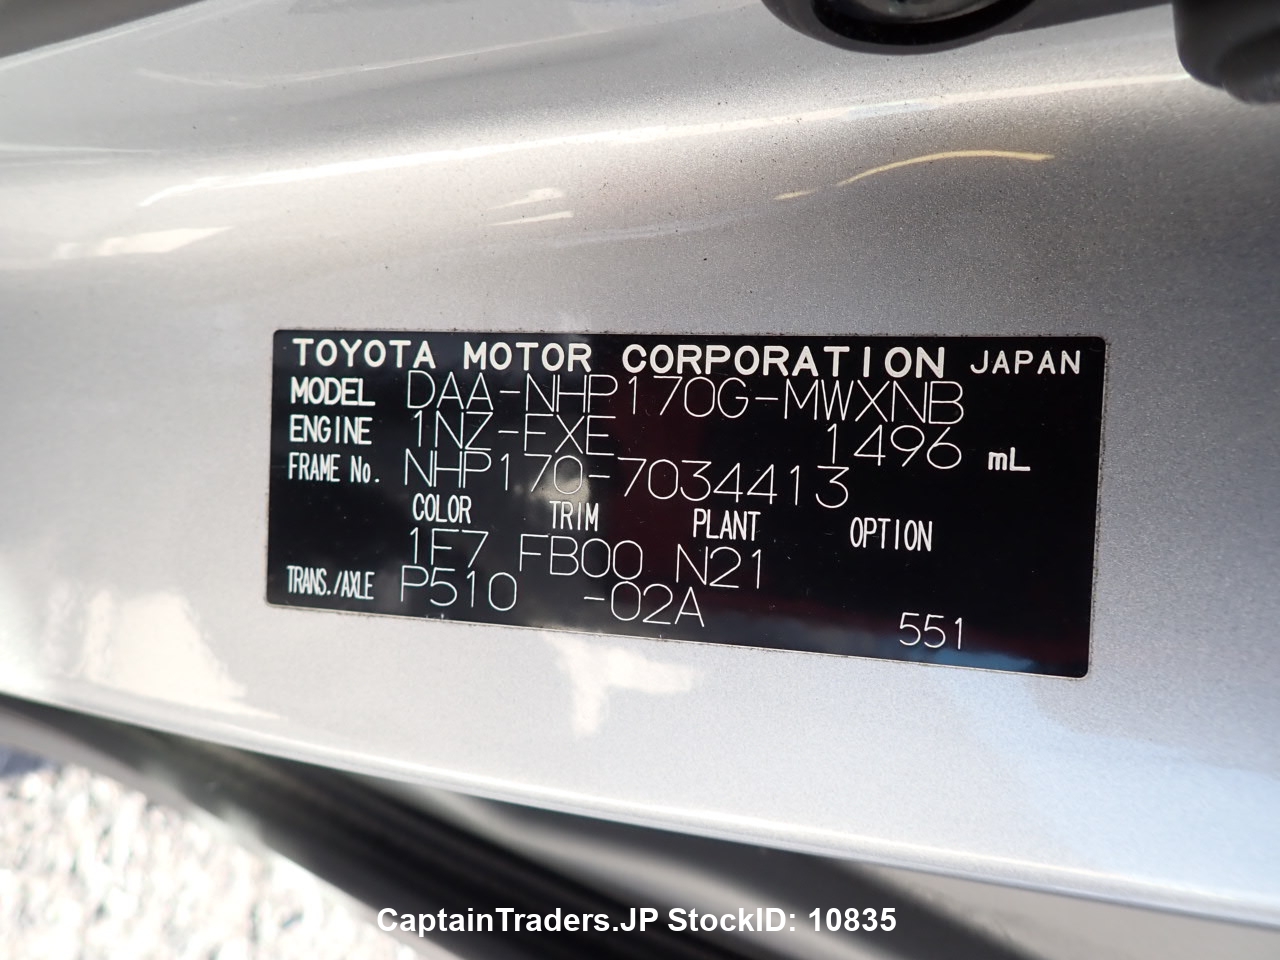 TOYOTA MOTOR CORPORATION JAPAN
MODEL DAA-NHP170G-MWXNB
ENGINE 1NZ-FXE 1496 mL
FRAME No. NHP170-7034413
COLOR TRIM PLANT OPTION
1F7 FB00 N21
TRANS./AXLE P510 -02A 551
CaptainTraders.JP StockID: 10835